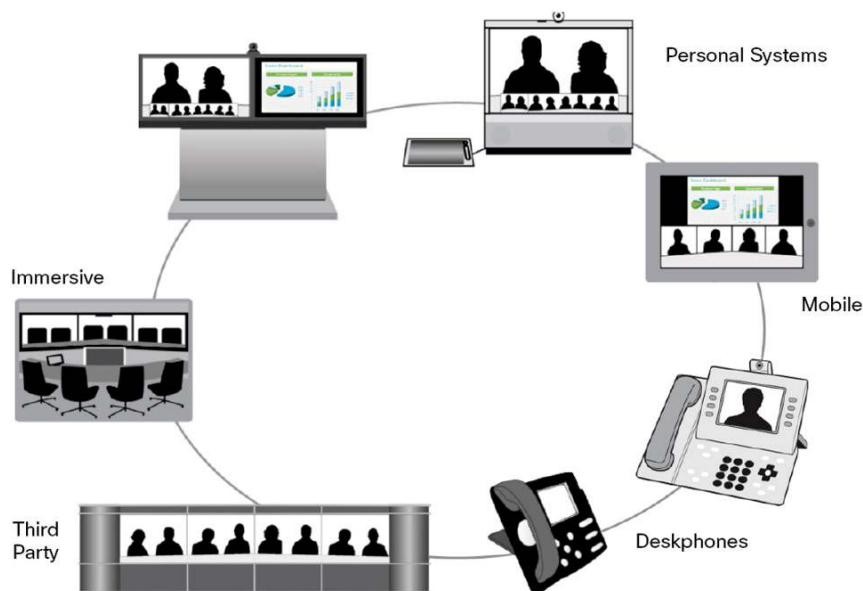 Personal Systems
Immersive
Mobile
Third
Party
Deskphones